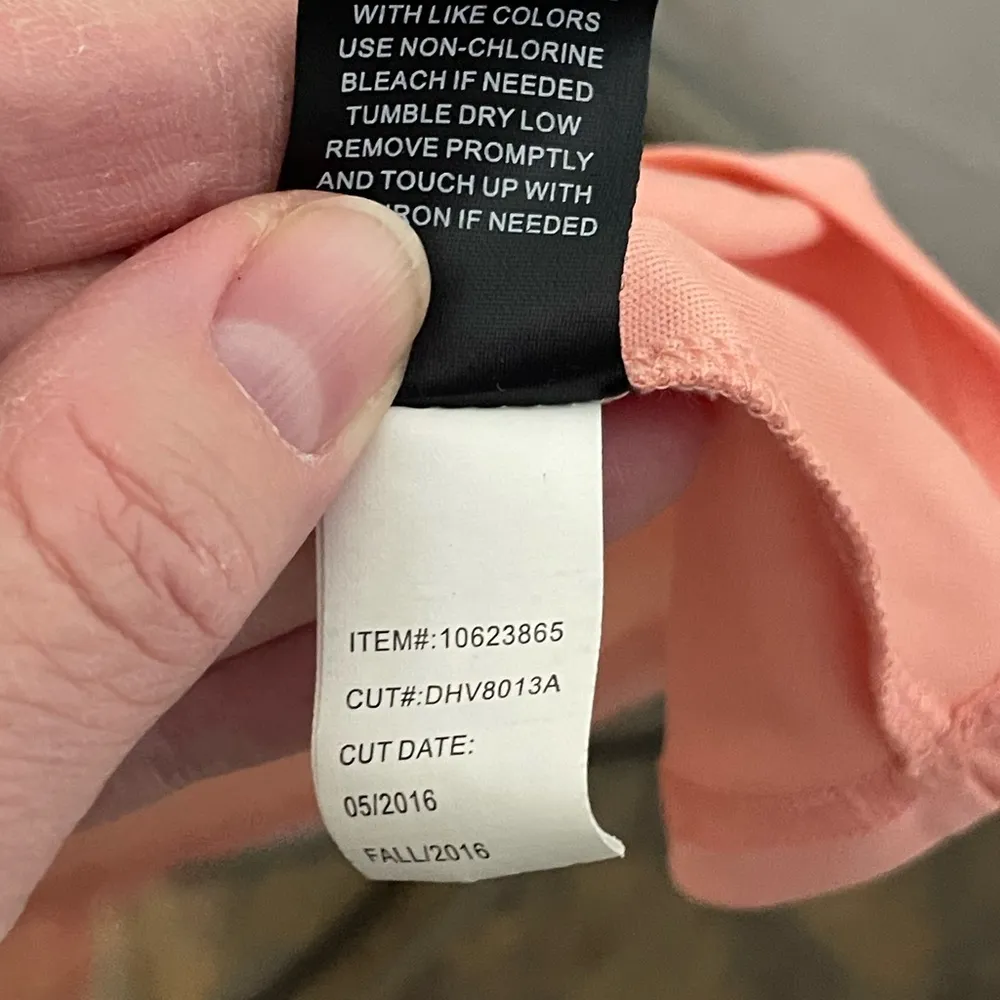 WITH LIKE COLORS
USE NON-CHLORINE
BLEACH IF NEEDED
TUMBLE DRY LOW
REMOVE PROMPTLY
AND TOUCH UP WITH
IRON IF NEEDED
ITEM#:10623865
CUT#:DHV8013A
CUT DATE:
05/2016
FALL/2016